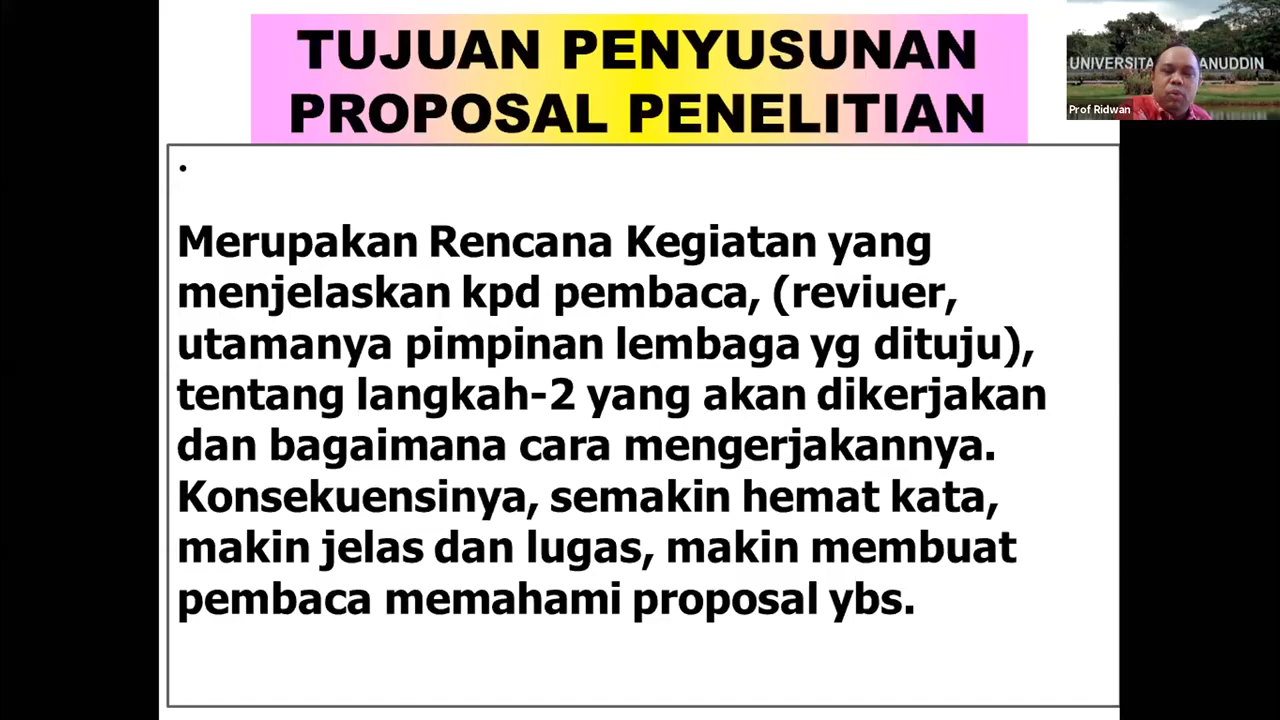 TUJUAN PENYUSUNAN
PROPOSAL PENELITIAN
UNIVERSITA ANUDDIN
Prof Ridwan
•
Merupakan Rencana Kegiatan yang
menjelaskan kpd pembaca, (reviuer,
utamanya pimpinan lembaga yg dituju),
tentang langkah-2 yang akan dikerjakan
dan bagaimana cara mengerjakannya.
Konsekuensinya, semakin hemat kata,
makin jelas dan lugas, makin membuat
pembaca memahami proposal ybs.